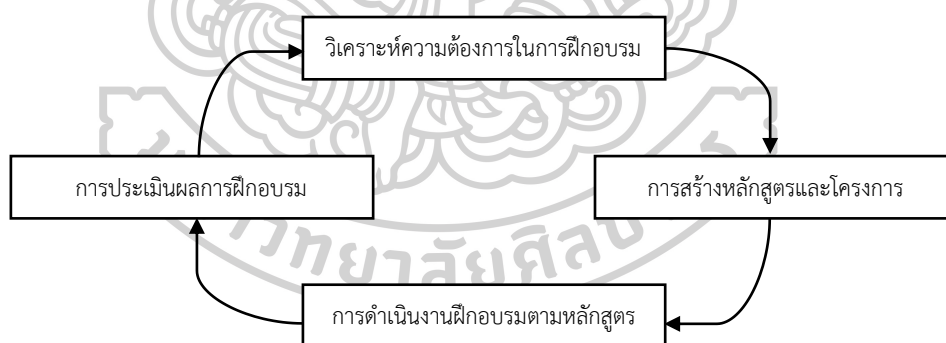 วิเคราะห์ความต้องการในการฝึกอบรม
การประเมินผลการฝึกอบรม
การสร้างหลักสูตรและโครงการ
การดำเนินงานฝึกอบรมตามหลักสูตร